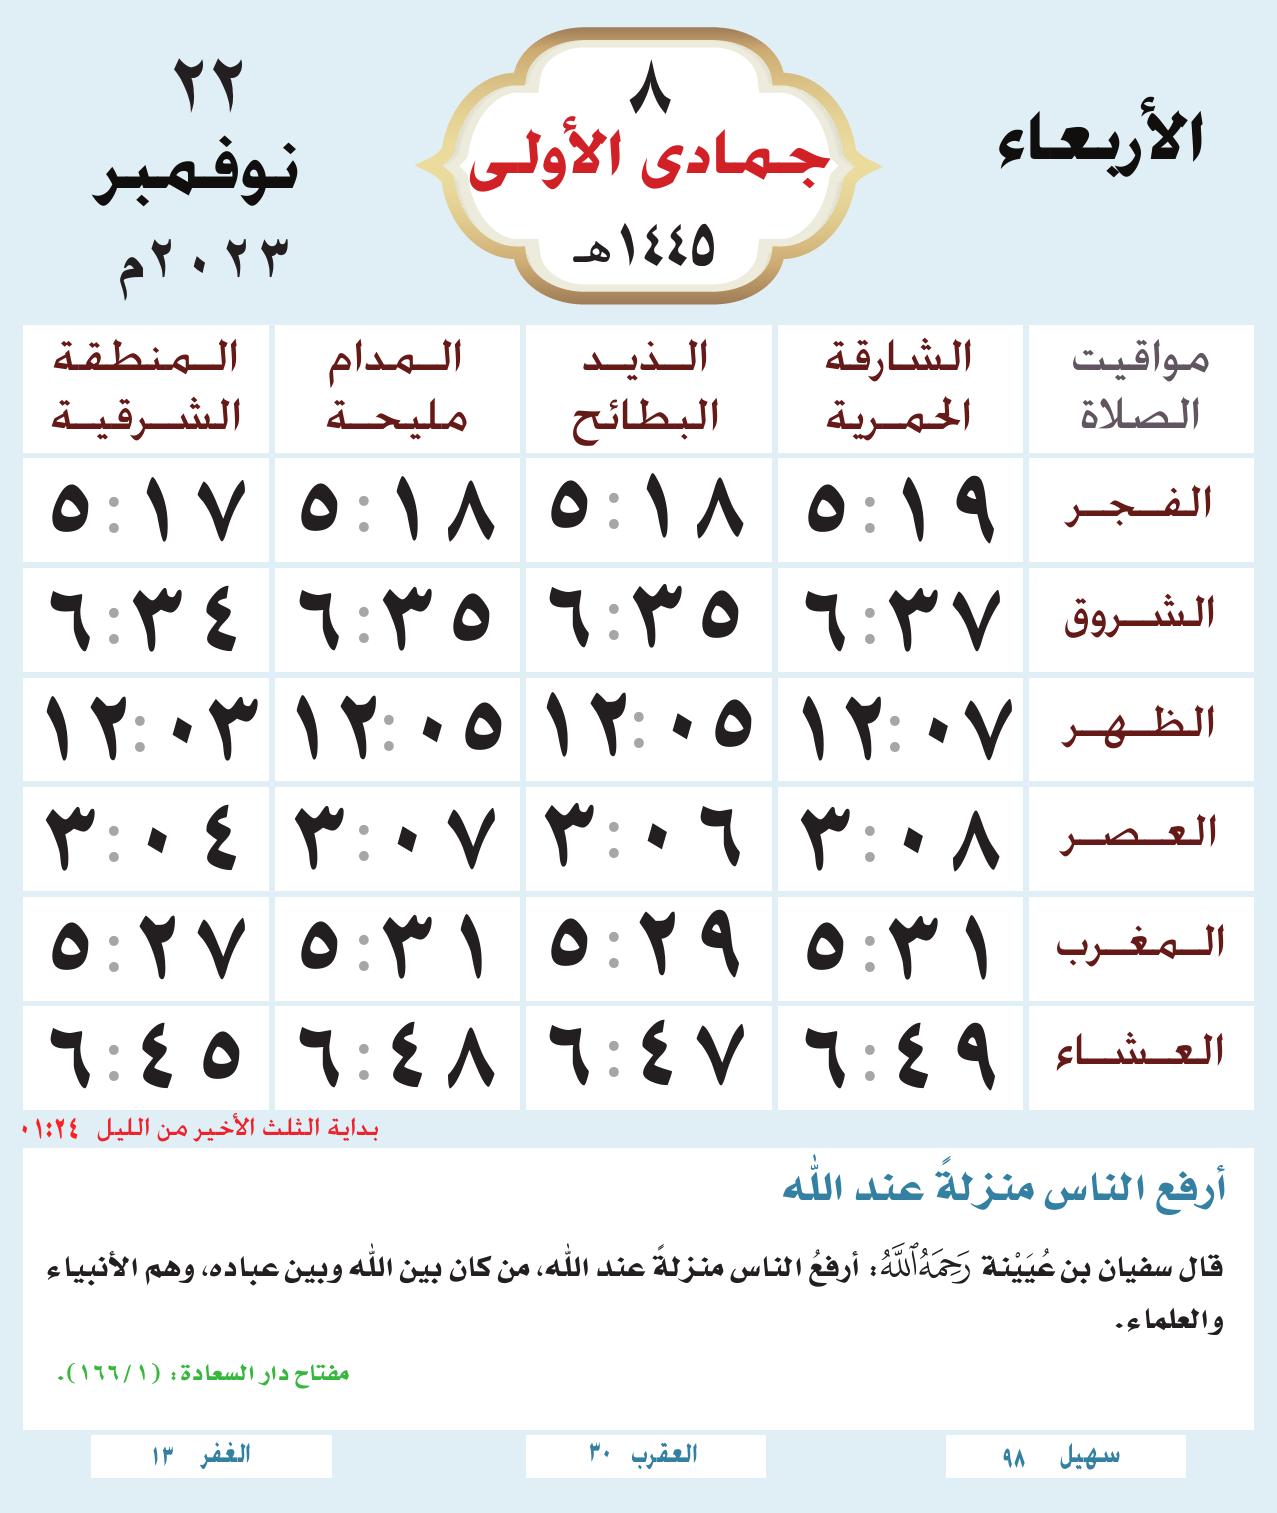 الأربعاء
٨
جمادى الأولى
١٤٤٥هـ
٢٢
نوفمبر
٢٠٢٣م
مواقيت الصلاة	الشارقة الحمرية	الذيد البطائح	المدام مليحة	المنطقة الشرقية
الفجر	٥:١٩	٥:١٨	٥:١٨	٥:١٧
الشروق	٦:٣٧	٦:٣٥	٦:٣٥	٦:٣٤
الظهر	١٢:٠٧	١٢:٠٥	١٢:٠٥	١٢:٠٣
العصر	٣:٠٨	٣:٠٦	٣:٠٧	٣:٠٤
المغرب	٥:٣١	٥:٢٩	٥:٣١	٥:٢٧
العشاء	٦:٤٩	٦:٤٧	٦:٤٨	٦:٤٥
بداية الثلث الأخير من الليل ٠١:٢٤
أرفع الناس منزلةً عند الله
قال سفيان بن عُيَيْنة رَحِمَهُ ٱللَّهُ: أرفعُ الناس منزلةً عند الله، من كان بين الله وبين عباده، وهم الأنبياء
والعلماء.
مفتاح دار السعادة: (١/١٦٦).
سهيل ٩٨
العقرب ٣٠
الغفر ١٣